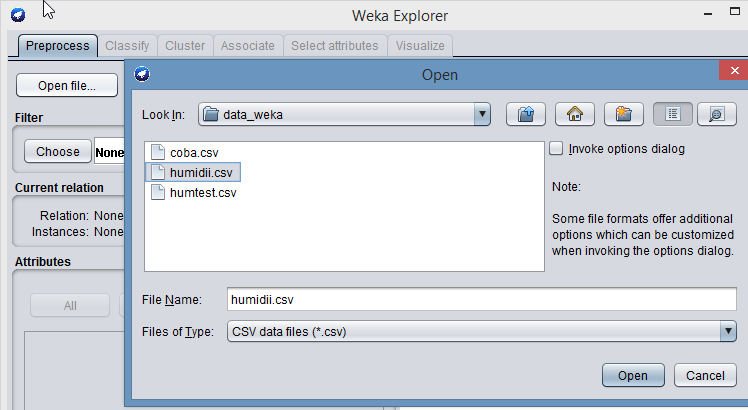 Weka Explorer
Preprocess Classify Cluster Associate Select attributes Visualize
Open file...
Filter
Choose None
Current relation
Relation: None
Instances: None
Attributes
All
Open
Look In: data_weka
coba.csv
humidii.csv
humtest.csv
Invoke options dialog
Note:
Some file formats offer additional
options which can be customized
when invoking the options dialog.
File Name: humidii.csv
Files of Type: CSV data files (*.csv)
Open Cancel